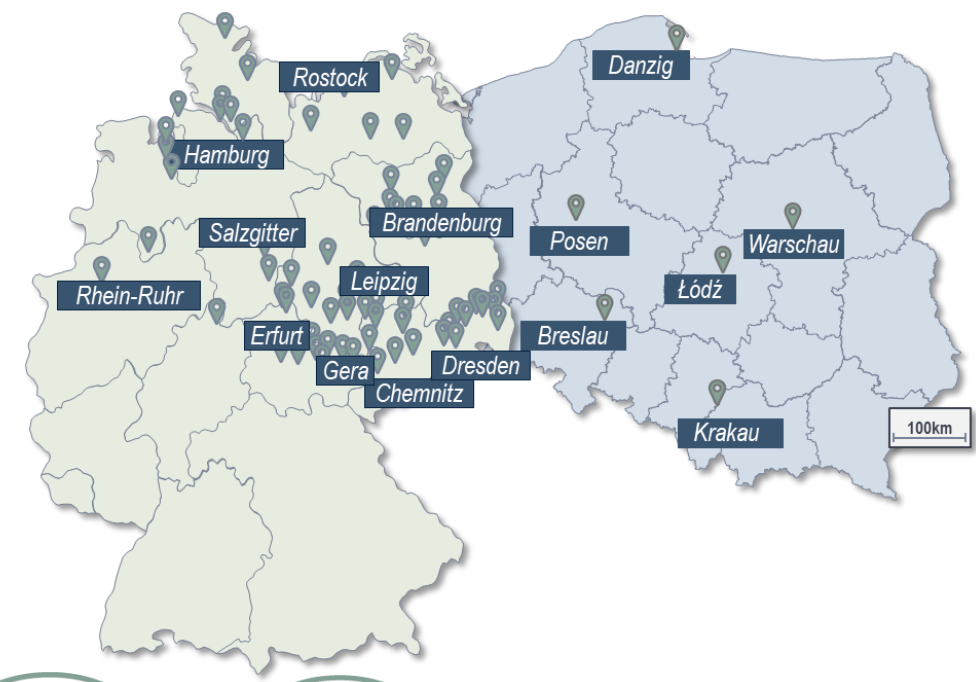 Danzig
Rostock
Hamburg
Brandenburg
Salzgitter
Posen
Warschau
Łódź
Leipzig
Rhein-Ruhr
Breslau
Erfurt
Dresden
Gera
Chemnitz
Krakau
100km